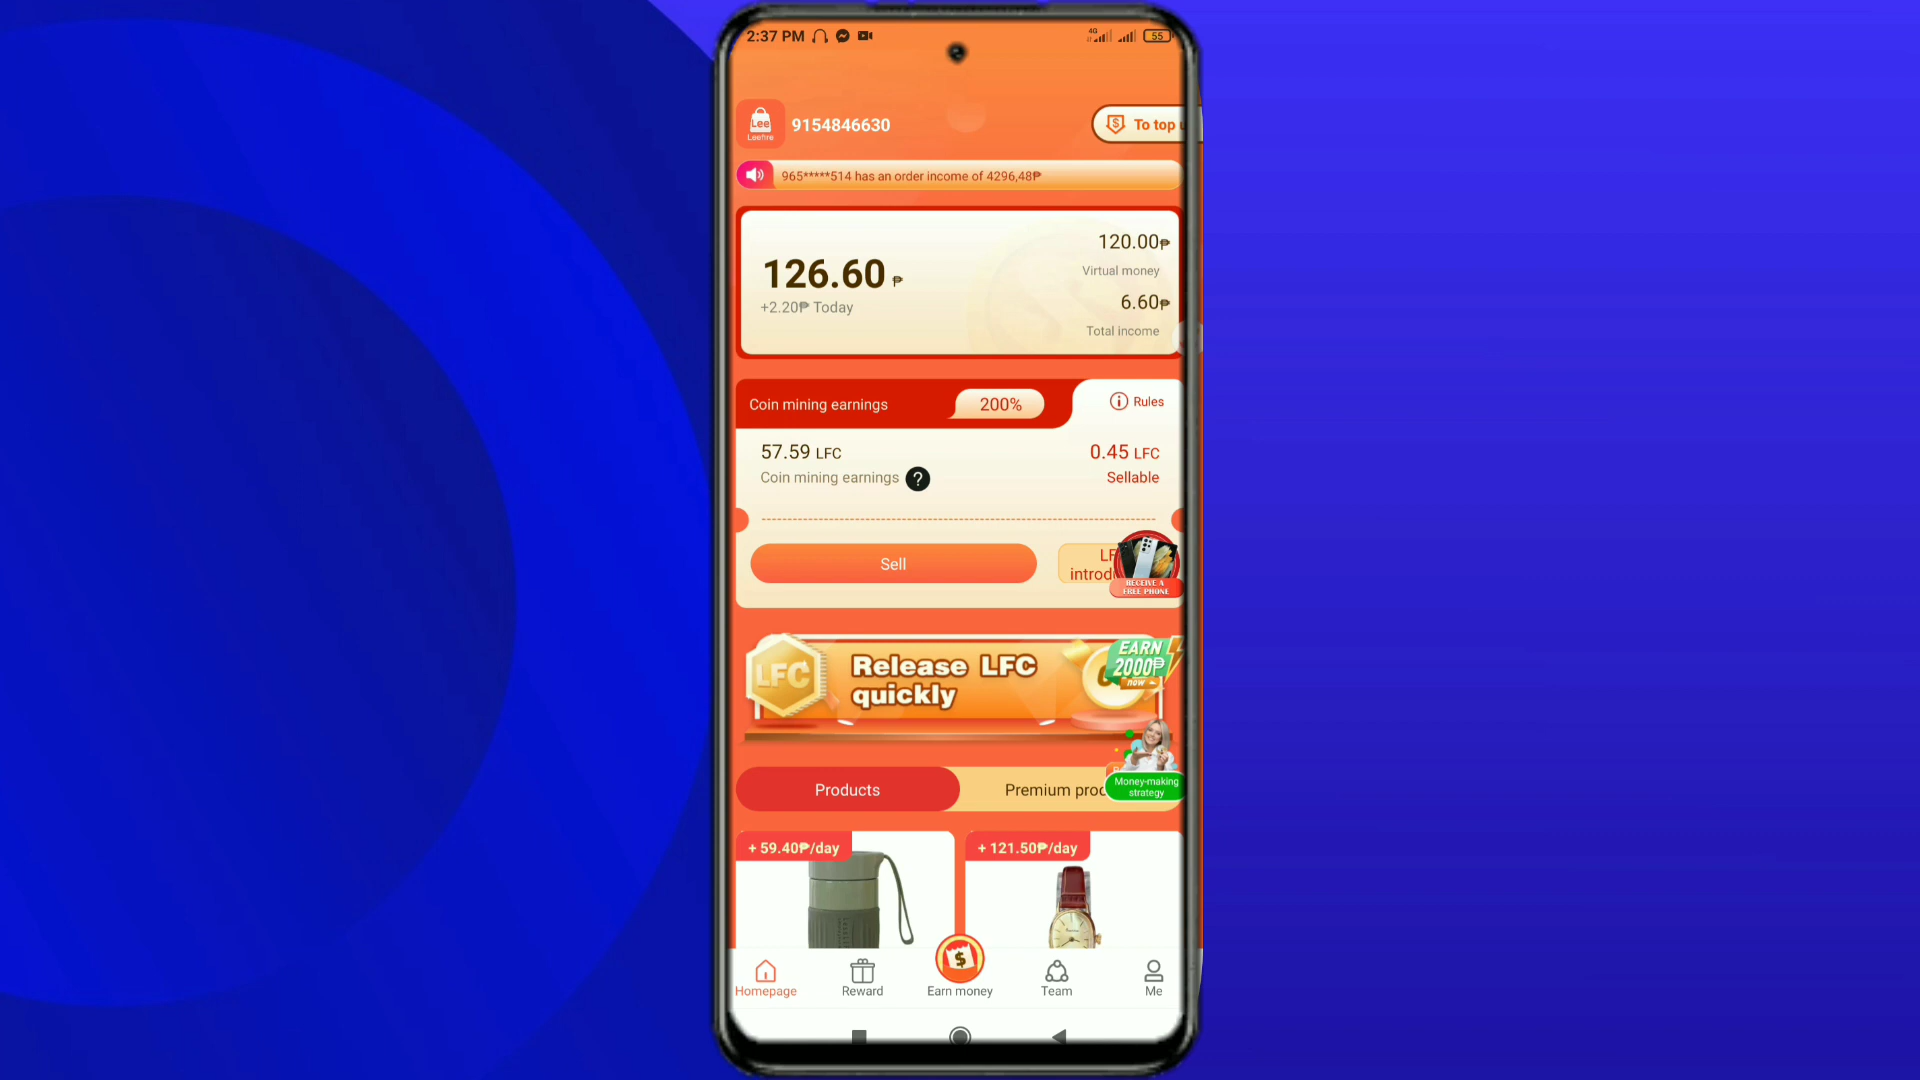 2:37 PM
4G
55
Lee
Leefire
9154846630
To top u
965*****514 has an order income of 4296,48₱
126.60 ₱
+2.20₱ Today
120.00₱
Virtual money
6.60₱
Total income
Coin mining earnings
200%
Rules
57.59 LFC
Coin mining earnings ?
0.45 LFC
Sellable
Sell
LF
introd
RECEIVE A
FREE PHONE
LFC
Release LFC
quickly
EARN
2000₱
now
Products
Premium proc
Money-making
strategy
+ 59.40₱/day
+ 121.50₱/day
Homepage
Reward
Earn money
Team
Me